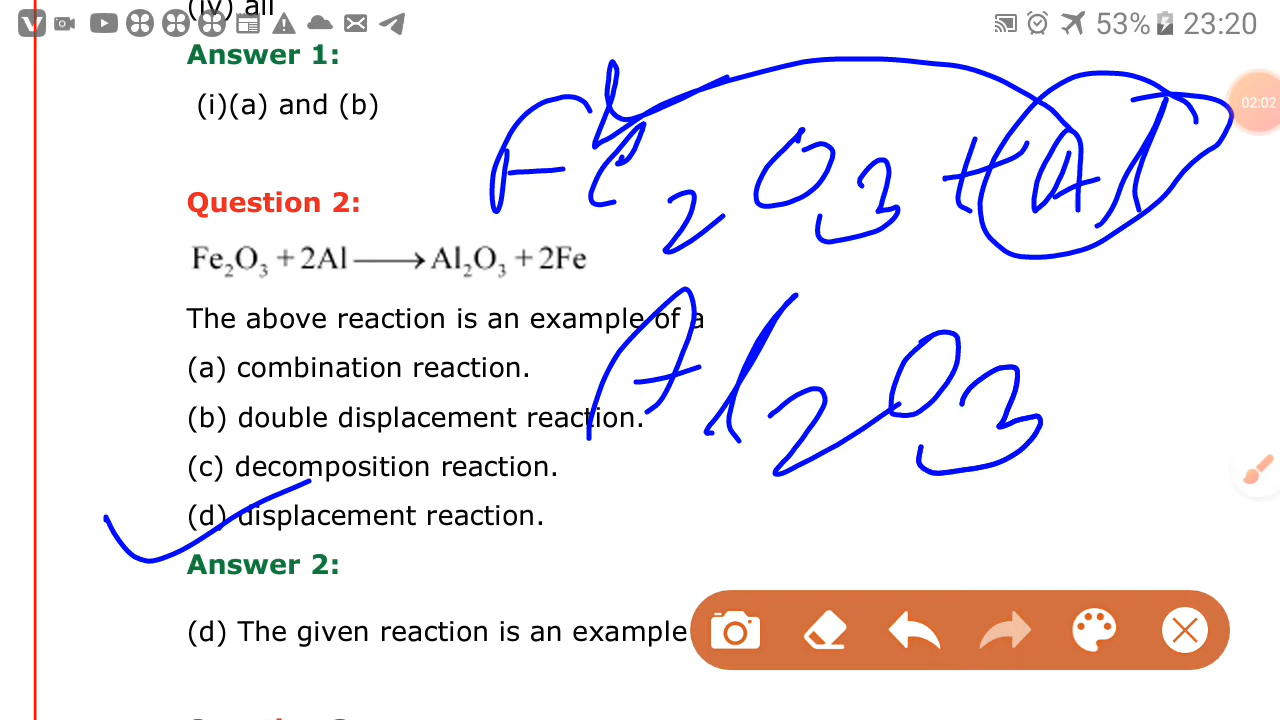 (iv) all
53% 23:20
Answer 1:
02:02
(i)(a) and (b)
Fe2O3 + Al
Question 2:
Fe₂O₃ + 2Al ⟶ Al₂O₃ + 2Fe
The above reaction is an example of a
Al2O3
(a) combination reaction.
(b) double displacement reaction.
(c) decomposition reaction.
(d) displacement reaction.
Answer 2:
(d) The given reaction is an example